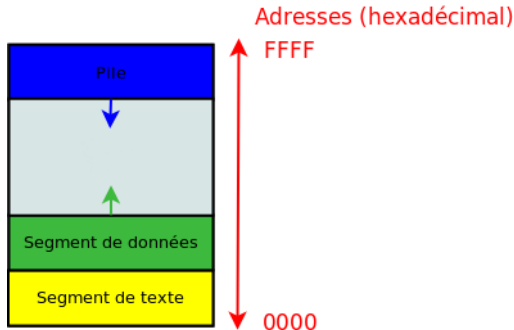 Adresses (hexadécimal)
FFFF
Pile
Segment de données
Segment de texte
0000